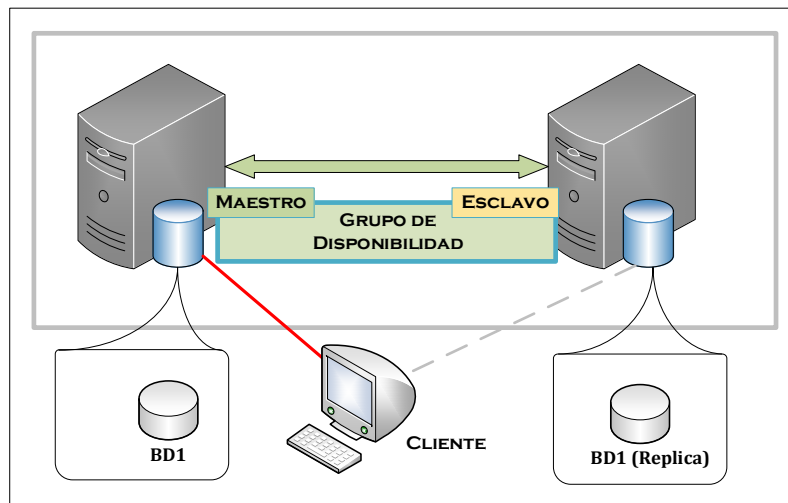 MAESTRO
ESCLAVO
GRUPO DE
DISPONIBILIDAD
CLIENTE
BD1
BD1 (Replica)